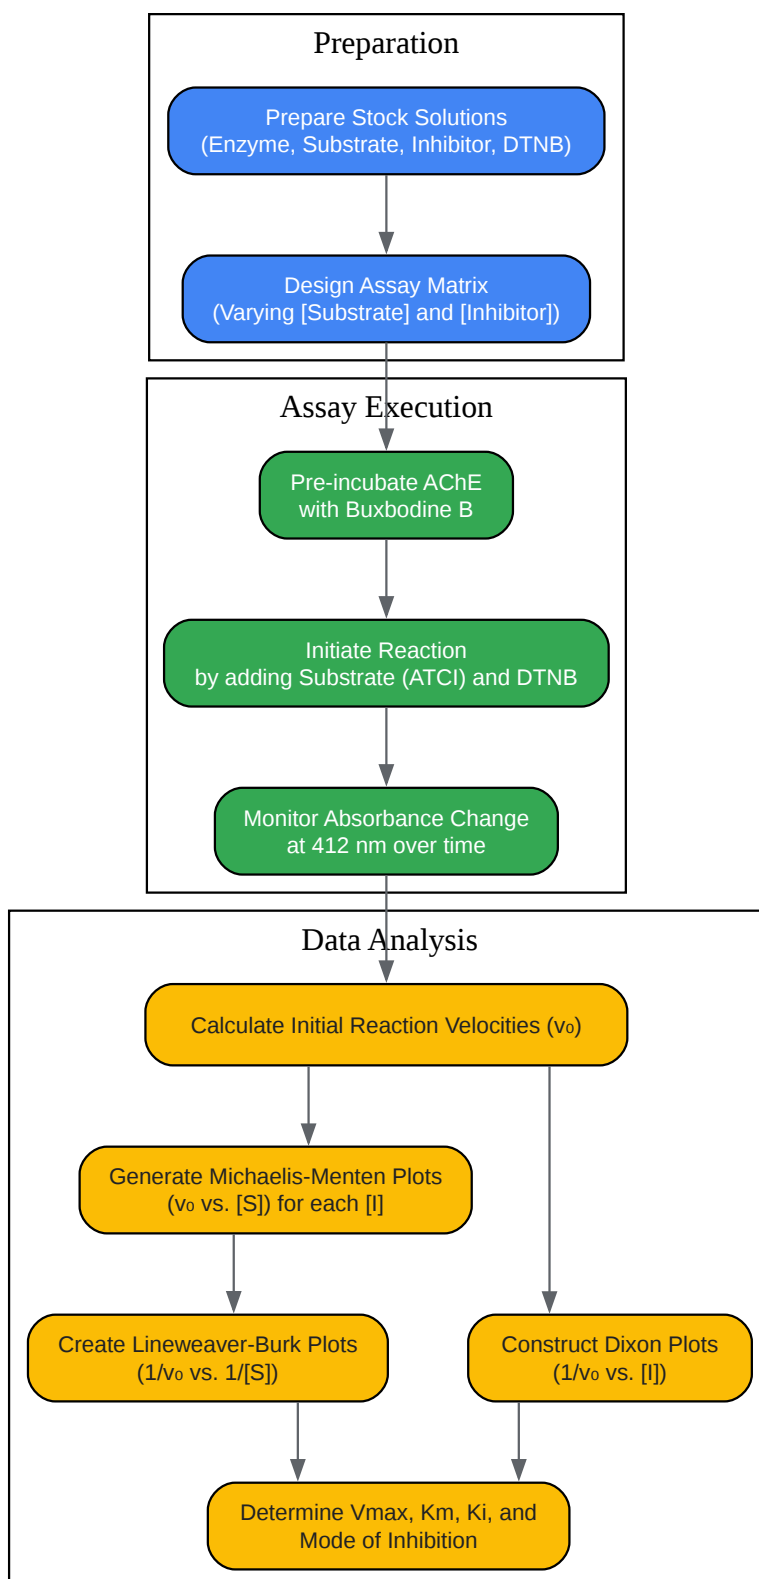 Preparation
Prepare Stock Solutions
(Enzyme, Substrate, Inhibitor, DTNB)
Design Assay Matrix
(Varying [Substrate] and [Inhibitor])
Assay Execution
Pre-incubate AChE
with Buxbodine B
Initiate Reaction
by adding Substrate (ATCI) and DTNB
Monitor Absorbance Change
at 412 nm over time
Data Analysis
Calculate Initial Reaction Velocities (v₀)
Generate Michaelis-Menten Plots
(v₀ vs. [S]) for each [I]
Create Lineweaver-Burk Plots
(1/v₀ vs. 1/[S])
Construct Dixon Plots
(1/v₀ vs. [I])
Determine Vmax, Km, Ki, and
Mode of Inhibition